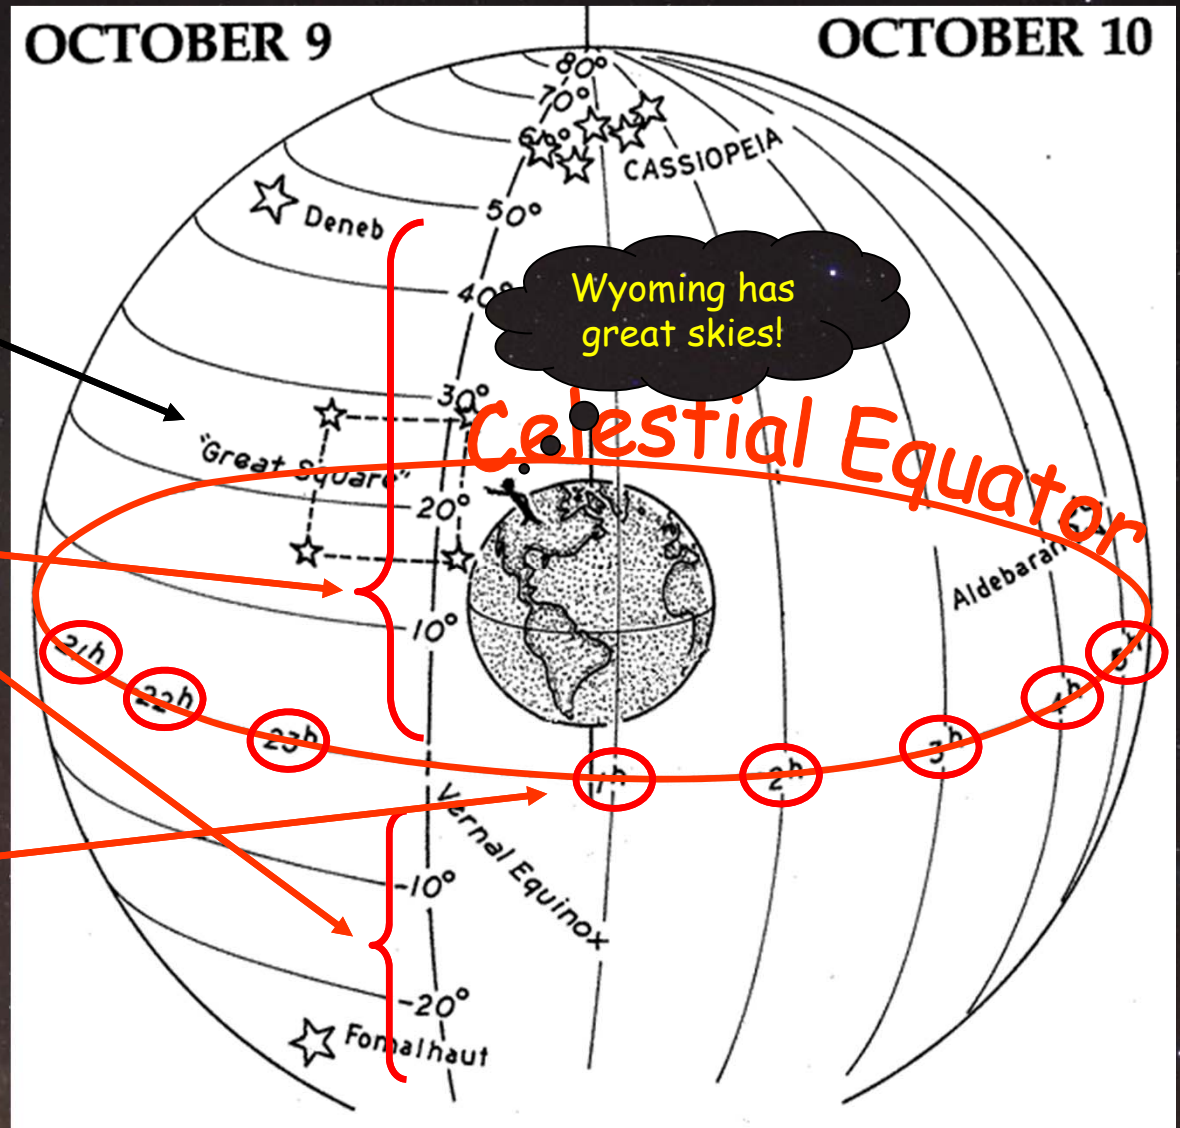 OCTOBER 9
OCTOBER 10
80°
70°
60°
CASSIOPEIA
Deneb
50°
40°
Wyoming has
great skies!
30°
Celestial Equator
"Great Square"
20°
Aldebaran
10°
21h
22h
23h
1h
2h
3h
4h
5h
Vernal Equinox
-10°
-20°
Fomalhaut